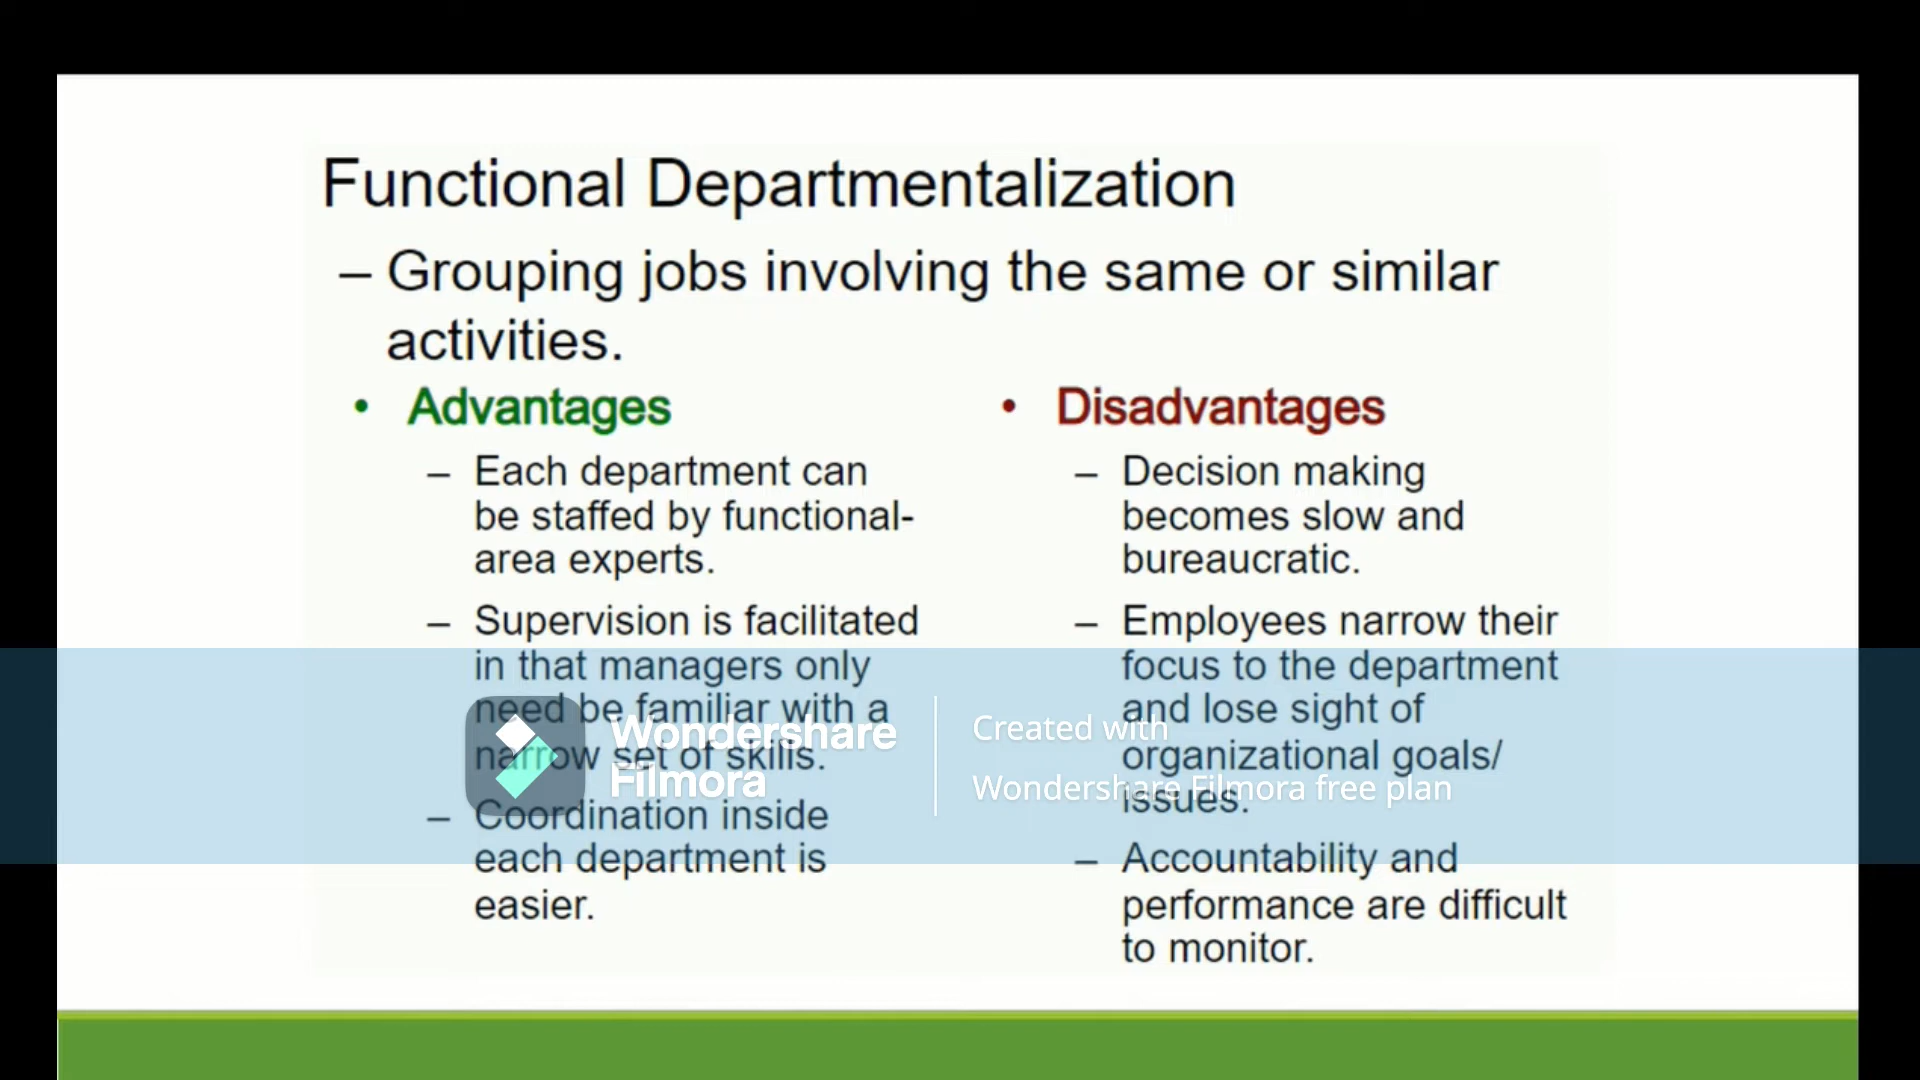 Functional Departmentalization
– Grouping jobs involving the same or similar
activities.
• Advantages
– Each department can
be staffed by functional-
area experts.
– Supervision is facilitated
in that managers only
need be familiar with a
narrow set of skills.
– Coordination inside
each department is
easier.
• Disadvantages
– Decision making
becomes slow and
bureaucratic.
– Employees narrow their
focus to the department
and lose sight of
organizational goals/
issues.
– Accountability and
performance are difficult
to monitor.
Wondershare
Filmora
Created with
Wondershare Filmora free plan